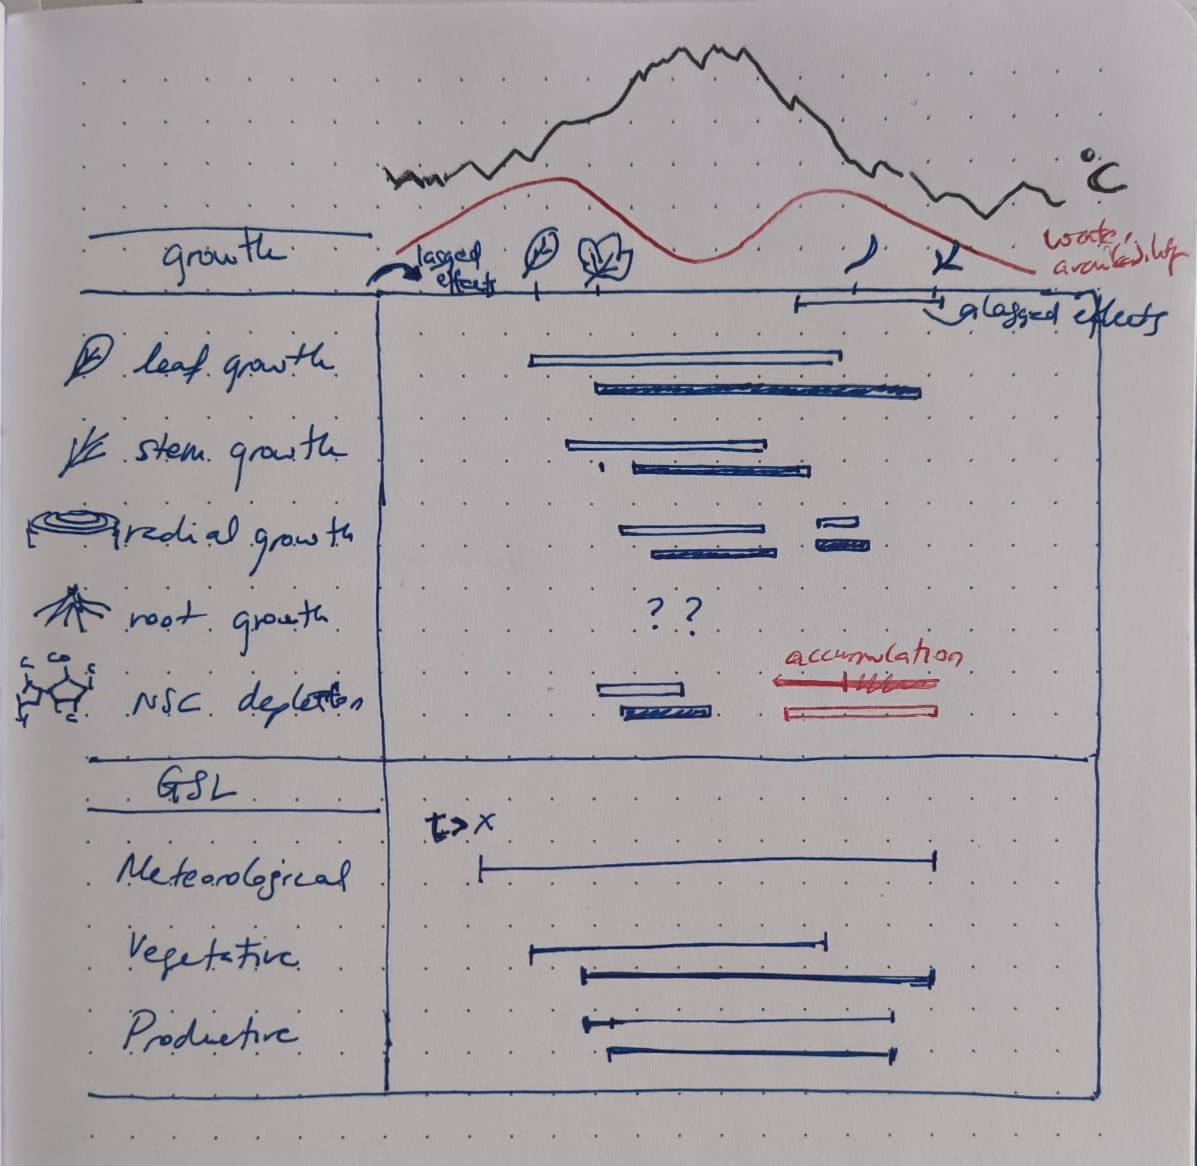 °C
growth
lagged
effects
water
availability
lagged effects
leaf growth
stem growth
radial growth
root growth
? ?
accumulation
NSC depletion
GSL
t > x
Meteorological
Vegetative
Productive